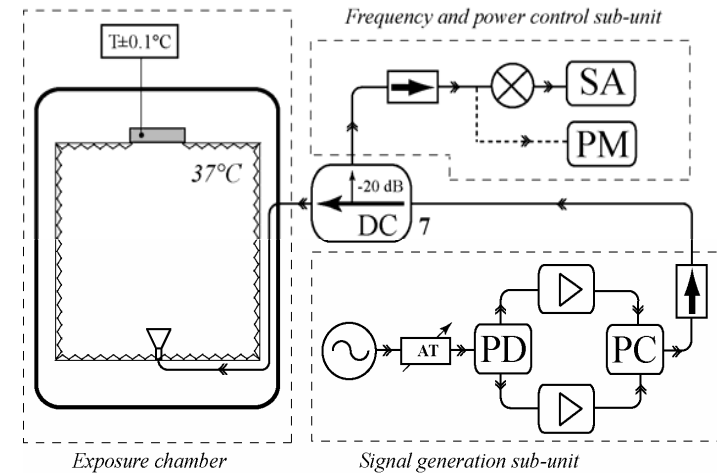 Frequency and power control sub-unit
T±0.1°C
SA
PM
37°C
-20 dB
DC
7
AT
PD
PC
Exposure chamber
Signal generation sub-unit